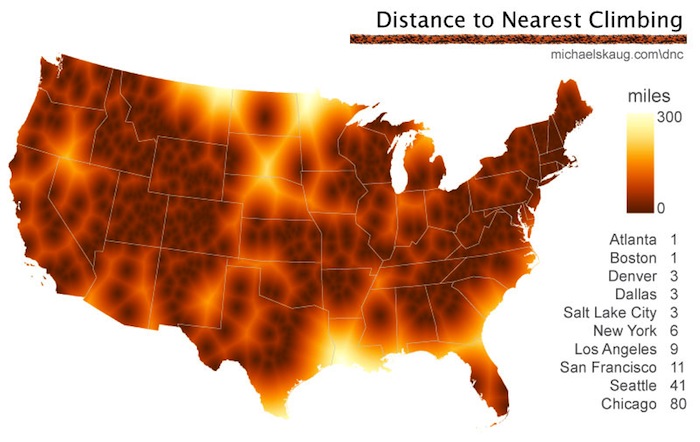 Distance to Nearest Climbing
michaelskaug.com\dnc
miles
300
0
Atlanta 1
Boston 1
Denver 3
Dallas 3
Salt Lake City 3
New York 6
Los Angeles 9
San Francisco 11
Seattle 41
Chicago 80